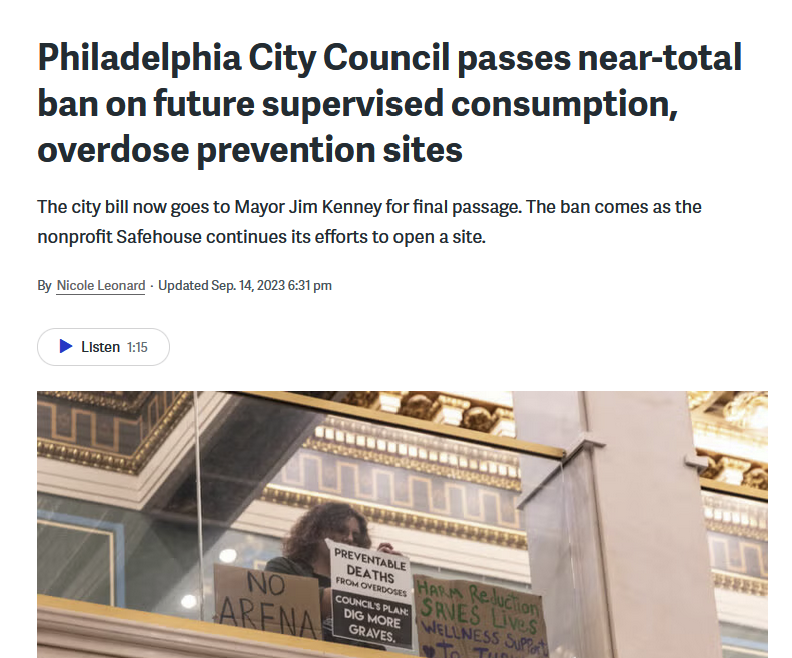 Philadelphia City Council passes near-total
ban on future supervised consumption,
overdose prevention sites
The city bill now goes to Mayor Jim Kenney for final passage. The ban comes as the
nonprofit Safehouse continues its efforts to open a site.
By Nicole Leonard · Updated Sep. 14, 2023 6:31 pm
Listen 1:15
NO
ARENA
PREVENTABLE
DEATHS
FROM OVERDOSES
COUNCIL'S PLAN:
DIG MORE
GRAVES.
HARM Reduction
SAVES Lives
WELLNESS SUPPort
To